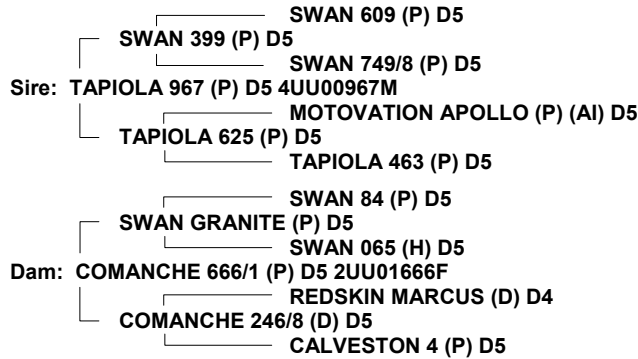 SWAN 609 (P) D5
SWAN 399 (P) D5
SWAN 749/8 (P) D5
Sire: TAPIOLA 967 (P) D5 4UU00967M
MOTOVATION APOLLO (P) (AI) D5
TAPIOLA 625 (P) D5
TAPIOLA 463 (P) D5
SWAN 84 (P) D5
SWAN GRANITE (P) D5
SWAN 065 (H) D5
Dam: COMANCHE 666/1 (P) D5 2UU01666F
REDSKIN MARCUS (D) D4
COMANCHE 246/8 (D) D5
CALVESTON 4 (P) D5